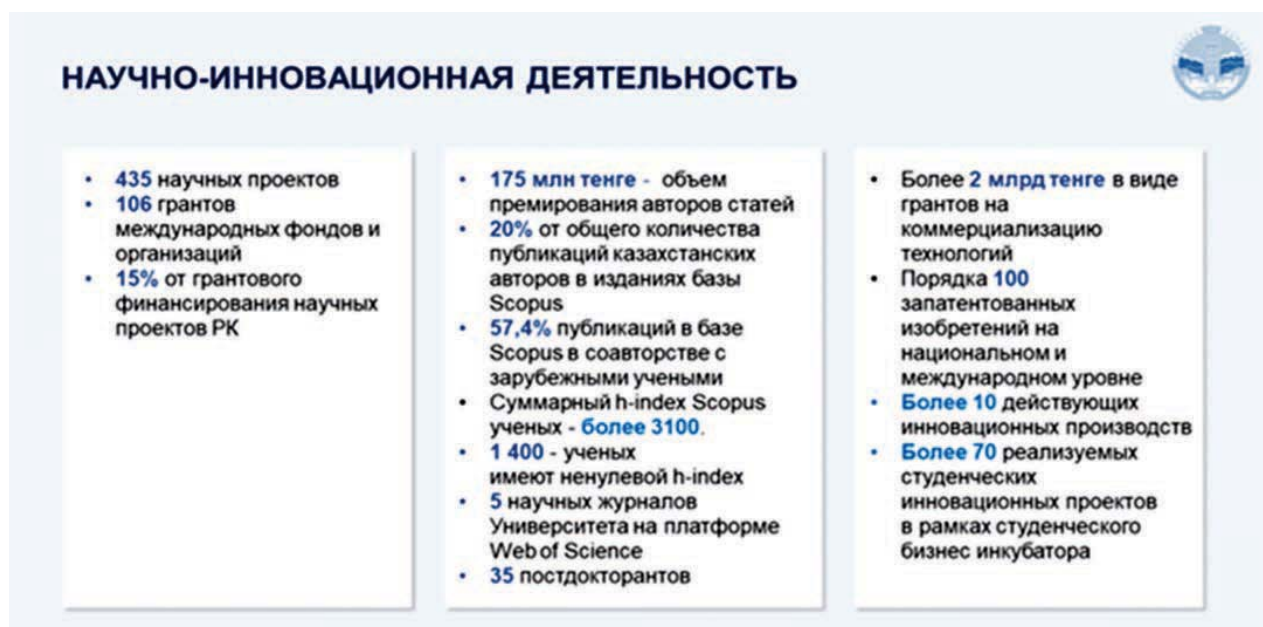 НАУЧНО-ИННОВАЦИОННАЯ ДЕЯТЕЛЬНОСТЬ
• 435 научных проектов
• 106 грантов
международных фондов и
организаций
• 15% от грантового
финансирования научных
проектов РК
• 175 млн тенге - объем
премирования авторов статей
• 20% от общего количества
публикаций казахстанских
авторов в изданиях базы
Scopus
• 57,4% публикаций в базе
Scopus в соавторстве с
зарубежными учеными
• Суммарный h-index Scopus
ученых - более 3100.
• 1 400 - ученых
имеют ненулевой h-index
• 5 научных журналов
Университета на платформе
Web of Science
• 35 постдокторантов
• Более 2 млрд тенге в виде
грантов на
коммерциализацию
технологий
• Порядка 100
запатентованных
изобретений на
национальном и
международном уровне
• Более 10 действующих
инновационных производств
• Более 70 реализуемых
студенческих
инновационных проектов
в рамках студенческого
бизнес инкубатора